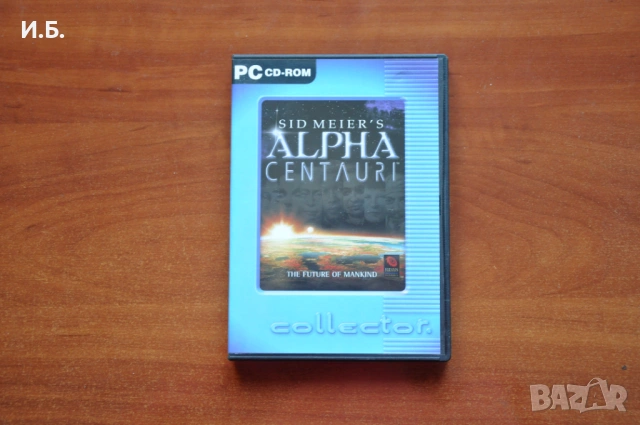 И.Б.
PC CD-ROM
SID MEIER'S
ALPHA
CENTAURI
THE FUTURE OF MANKIND
collector.
BAZAR